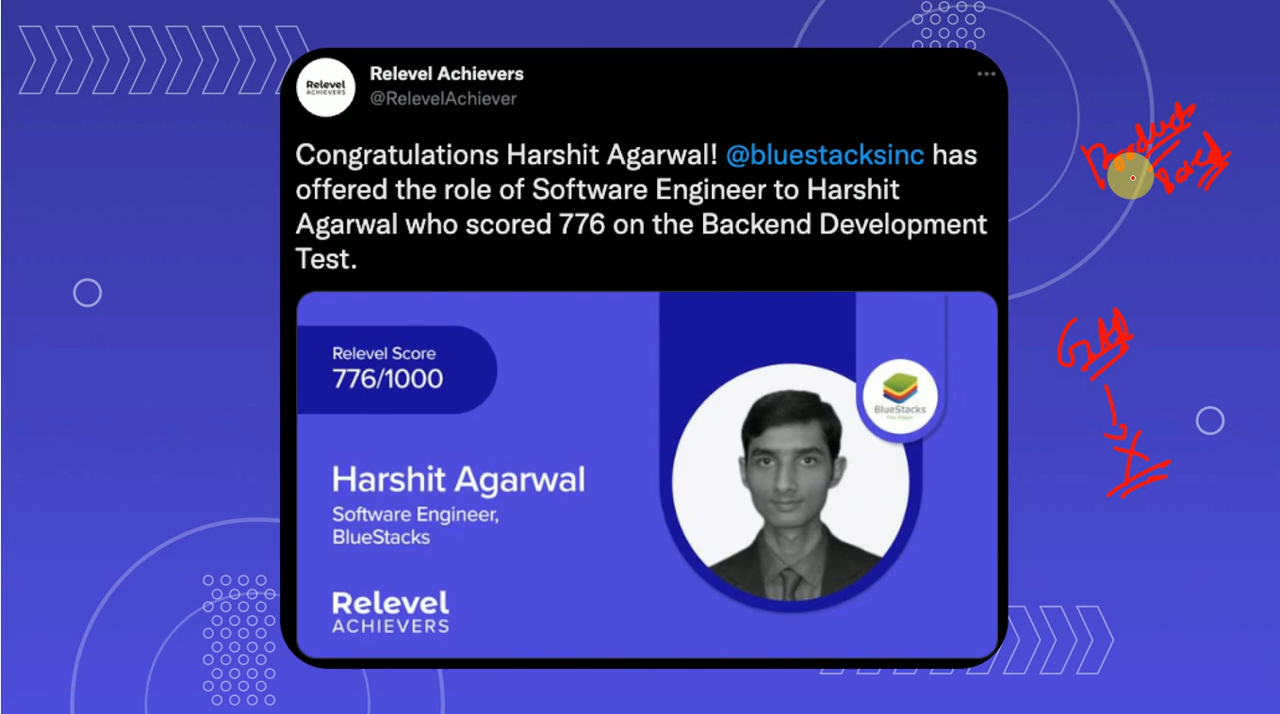 Relevel
ACHIEVERS
Relevel Achievers
@RelevelAchiever
Congratulations Harshit Agarwal! @bluestacksinc has
offered the role of Software Engineer to Harshit
Agarwal who scored 776 on the Backend Development
Test.
Relevel Score
776/1000
BlueStacks
Harshit Agarwal
Software Engineer,
BlueStacks
Relevel
ACHIEVERS
Product